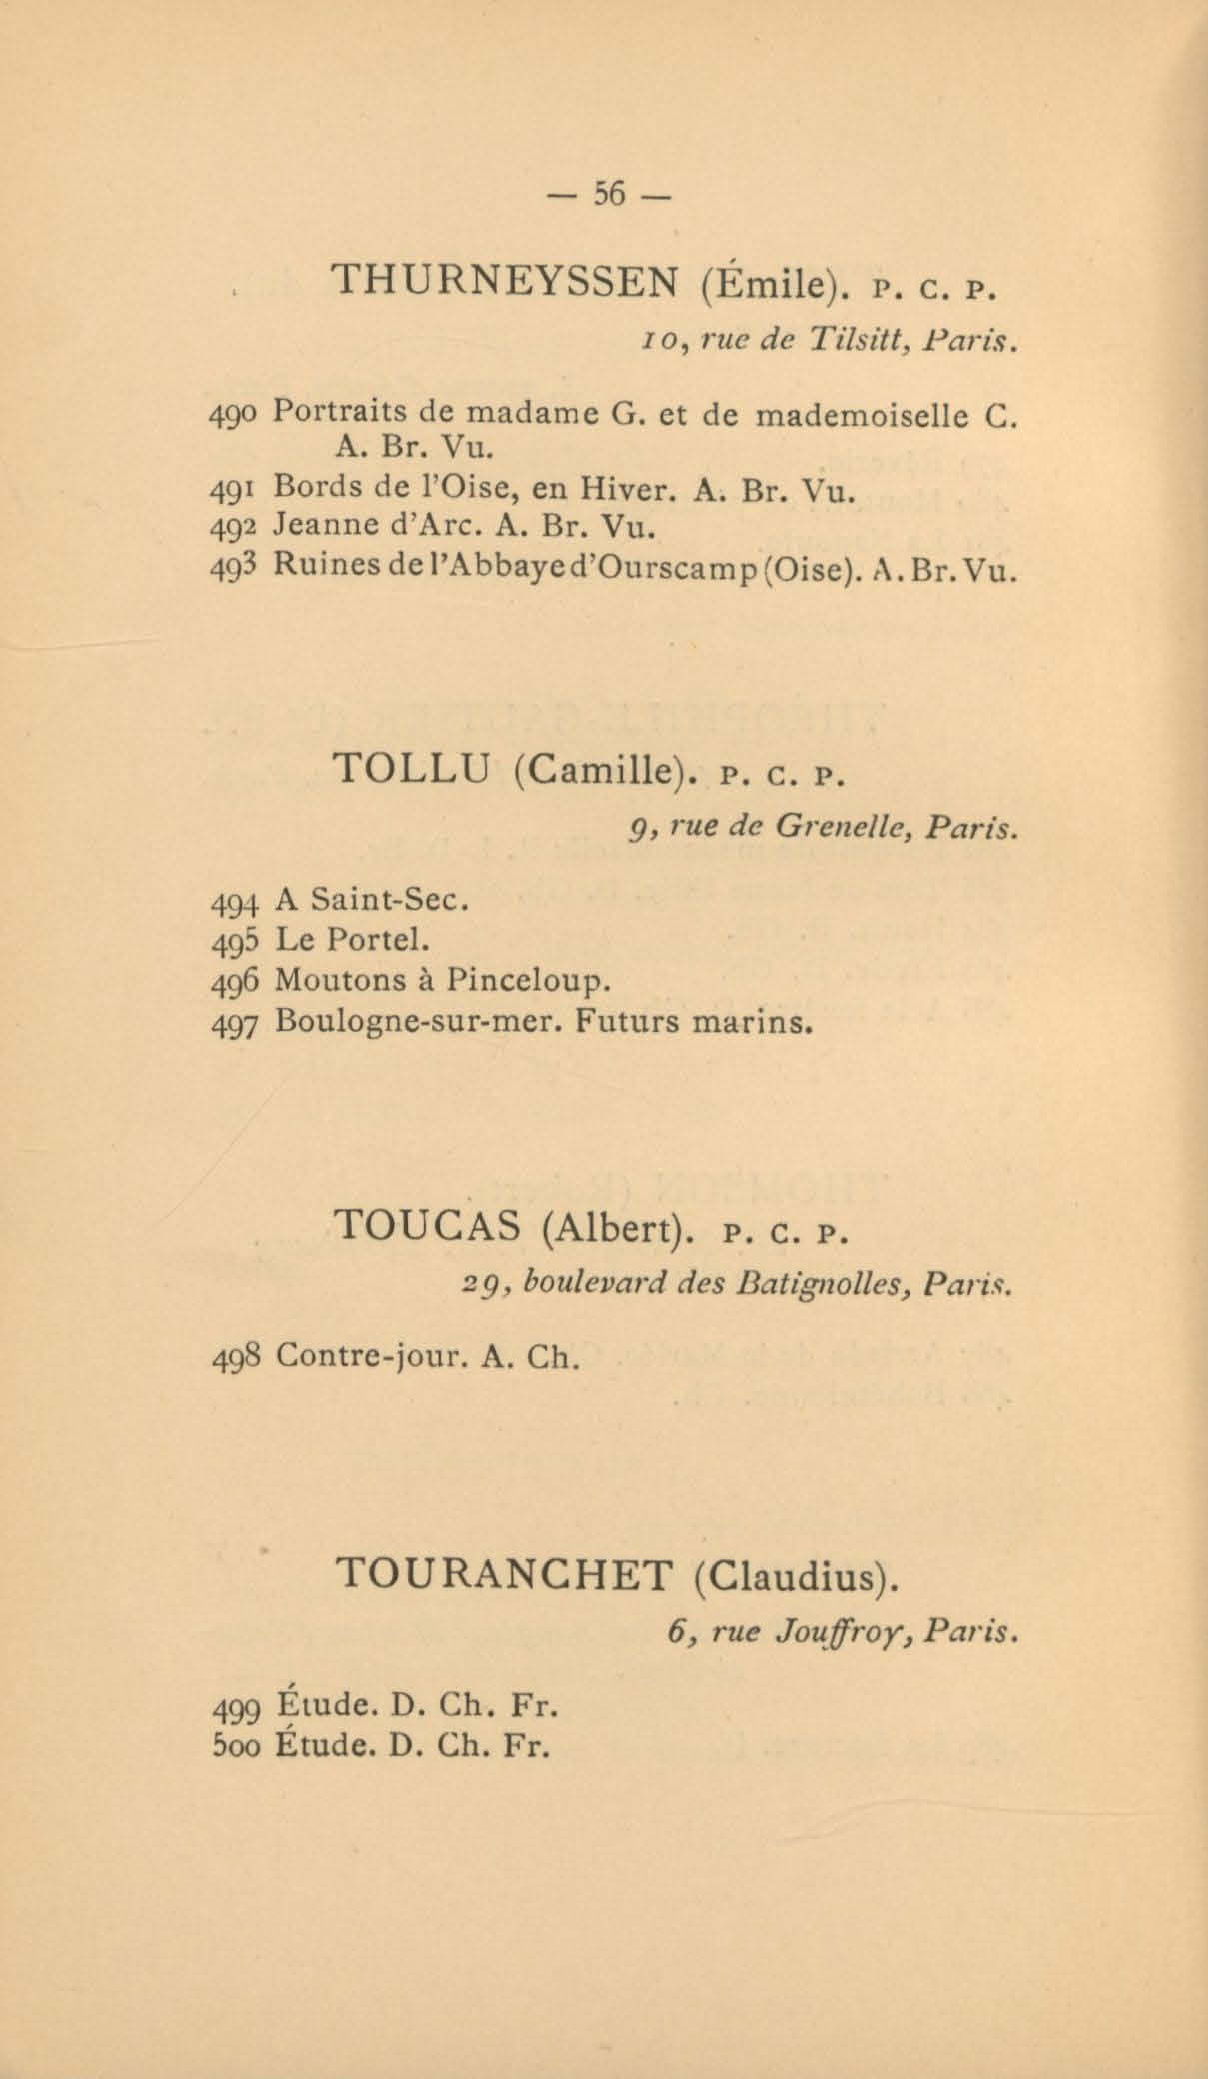 — 56 —
THURNEYSSEN (Émile). P. C. P.
10, rue de Tilsitt, Paris.
490 Portraits de madame G. et de mademoiselle C.
A. Br. Vu.
491 Bords de l'Oise, en Hiver. A. Br. Vu.
492 Jeanne d'Arc. A. Br. Vu.
493 Ruines de l'Abbaye d'Ourscamp (Oise). A. Br. Vu.
TOLLU (Camille). P. C. P.
9, rue de Grenelle, Paris.
494 A Saint-Sec.
495 Le Portel.
496 Moutons à Pinceloup.
497 Boulogne-sur-mer. Futurs marins.
TOUCAS (Albert). P. C. P.
29, boulevard des Batignolles, Paris.
498 Contre-jour. A. Ch.
TOURANCHET (Claudius).
6, rue Jouffroy, Paris.
499 Étude. D. Ch. Fr.
500 Étude. D. Ch. Fr.